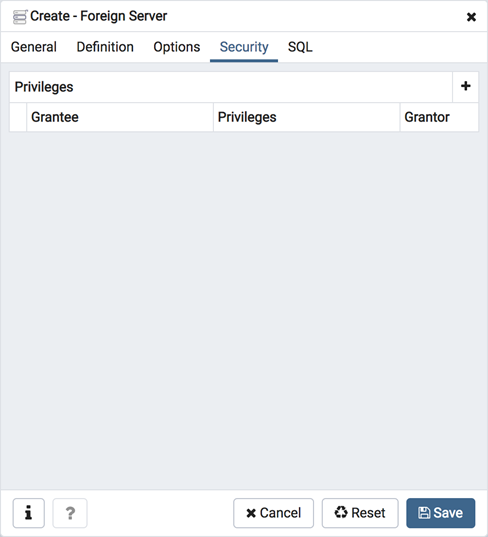 Create - Foreign Server
General Definition Options Security SQL
Privileges
Grantee Privileges Grantor
i ? Cancel Reset Save